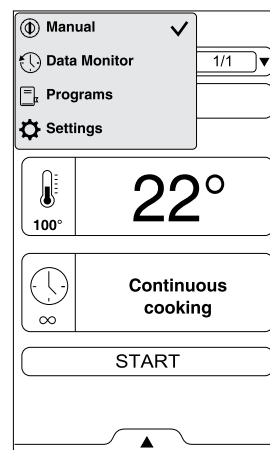 Manual
Data Monitor
1/1
Programs
Settings
22°
100°
Continuous
cooking
∞
START